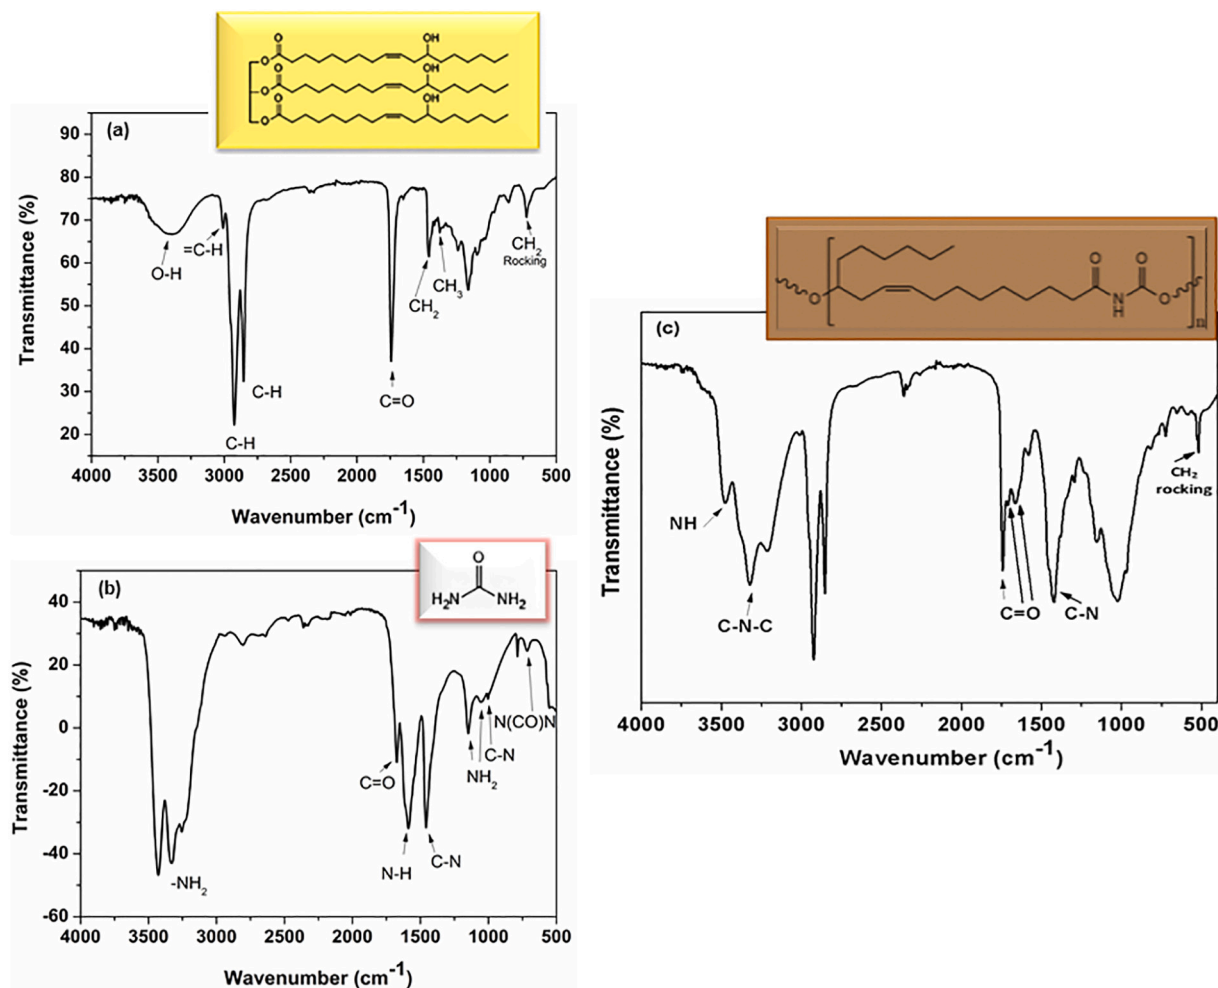 O OH
O
O OH
O
O OH
O
(a)
90
80
70
60
50
40
30
20
Transmittance (%)
O-H
=C-H
C-H
C-H
C=O
CH2
CH3
CH2
Rocking
4000 3500 3000 2500 2000 1500 1000 500
Wavenumber (cm-1)
O
H2N NH2
(b)
40
20
0
-20
-40
-60
Transmittance (%)
-NH2
C=O
N-H
C-N
NH2
C-N
N(CO)N
4000 3500 3000 2500 2000 1500 1000 500
Wavenumber (cm-1)
O O
O N O
H
n
(c)
Transmittance (%)
NH
C-N-C
C=O
C-N
CH2
rocking
4000 3500 3000 2500 2000 1500 1000 500
Wavenumber (cm-1)